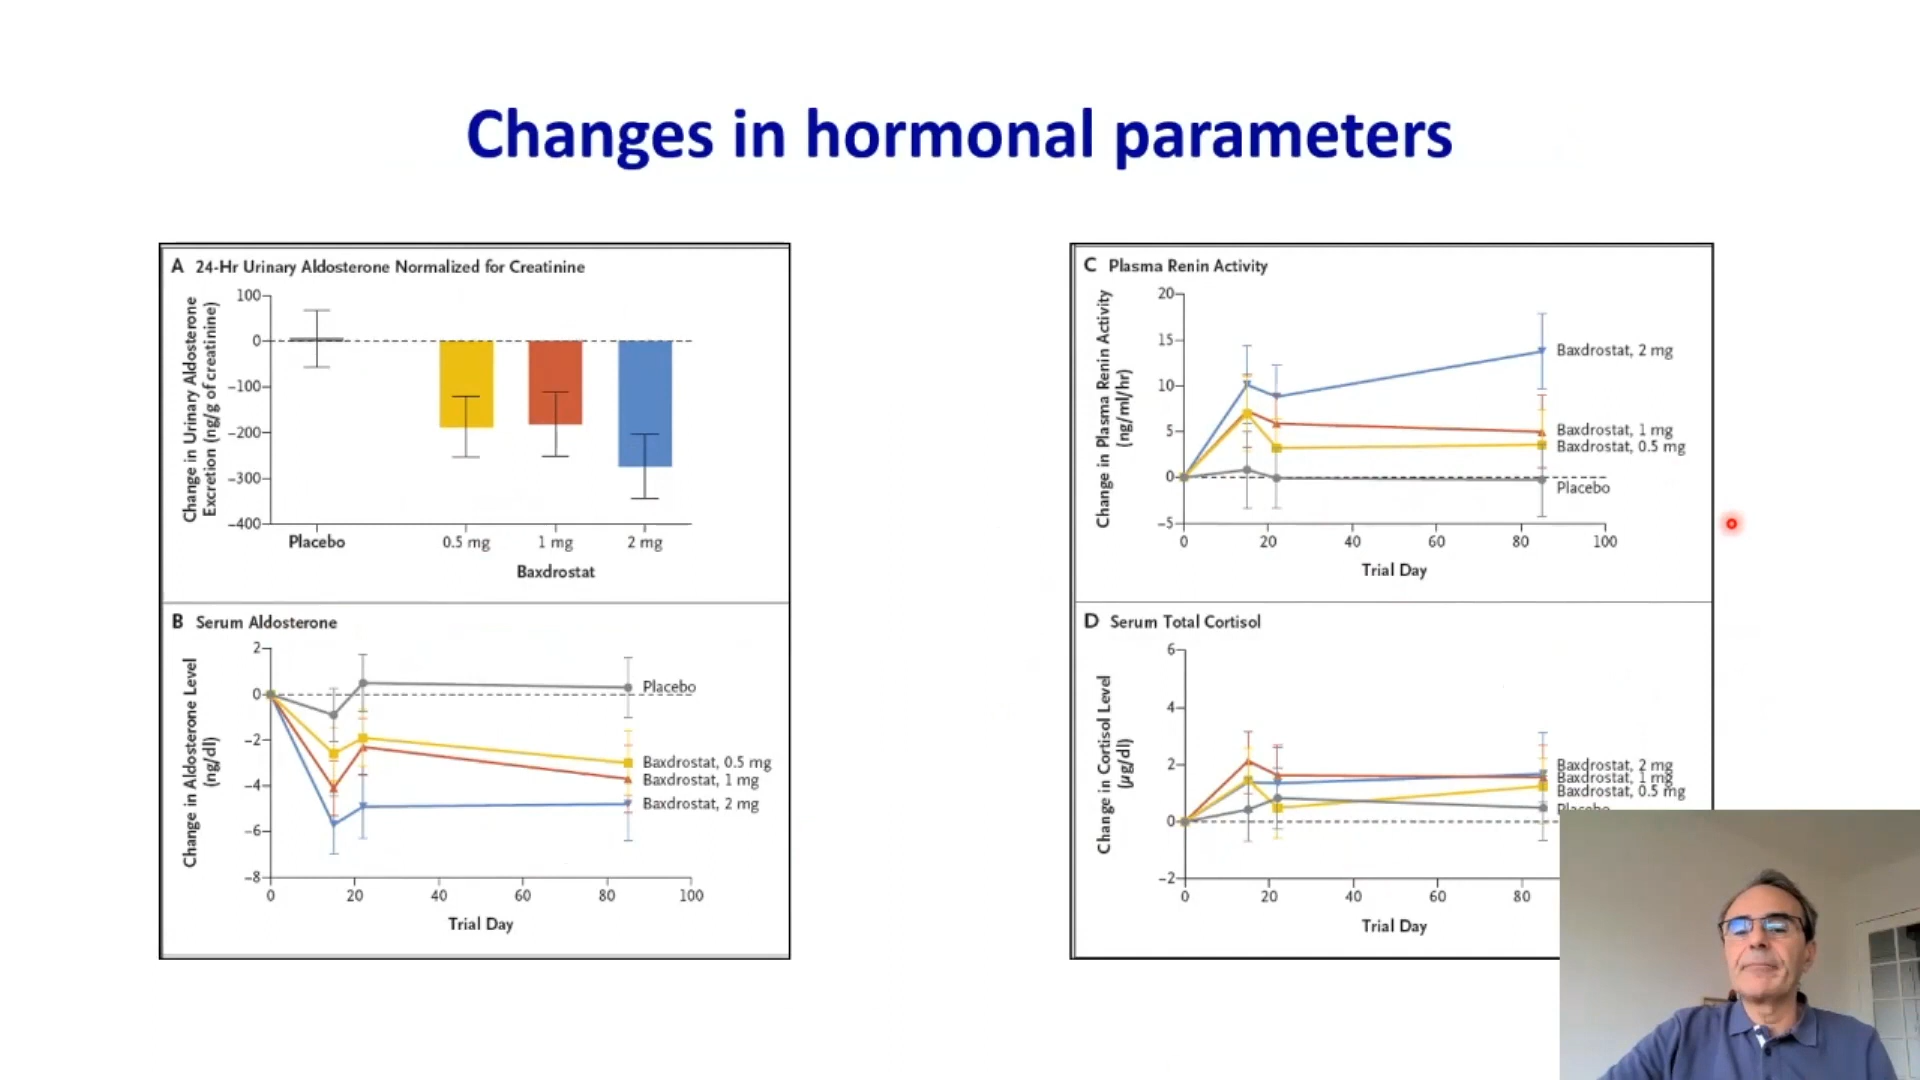 Changes in hormonal parameters
A 24-Hr Urinary Aldosterone Normalized for Creatinine
Change in Urinary Aldosterone
Excretion (ng/g of creatinine)
100
0
−100
−200
−300
−400
Placebo
0.5 mg
1 mg
2 mg
Baxdrostat
B Serum Aldosterone
Change in Aldosterone Level
(ng/dl)
2
0
−2
−4
−6
−8
Placebo
Baxdrostat, 0.5 mg
Baxdrostat, 1 mg
Baxdrostat, 2 mg
0
20
40
60
80
100
Trial Day
C Plasma Renin Activity
Change in Plasma Renin Activity
(ng/ml/hr)
20
15
10
5
0
−5
Baxdrostat, 2 mg
Baxdrostat, 1 mg
Baxdrostat, 0.5 mg
Placebo
0
20
40
60
80
100
Trial Day
D Serum Total Cortisol
Change in Cortisol Level
(µg/dl)
6
4
2
0
−2
Baxdrostat, 2 mg
Baxdrostat, 1 mg
Baxdrostat, 0.5 mg
Placebo
0
20
40
60
80
Trial Day